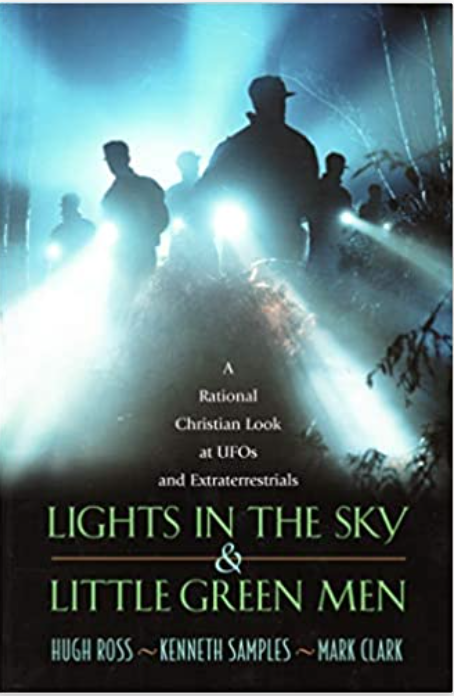 A
Rational
Christian Look
at UFOs
and Extraterrestrials
LIGHTS IN THE SKY
&
LITTLE GREEN MEN
HUGH ROSS ~ KENNETH SAMPLES ~ MARK CLARK